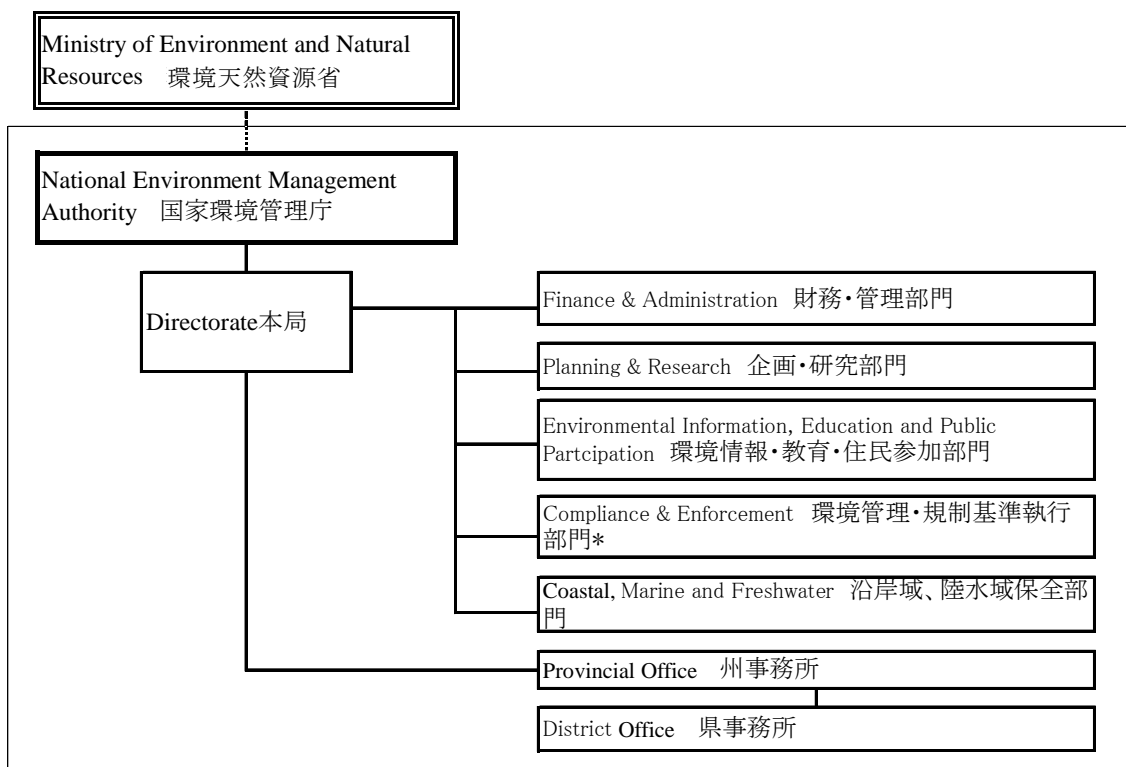 Ministry of Environment and Natural
Resources 環境天然資源省
National Environment Management
Authority 国家環境管理庁
Directorate本局
Finance & Administration 財務・管理部門
Planning & Research 企画・研究部門
Environmental Information, Education and Public
Partcipation 環境情報・教育・住民参加部門
Compliance & Enforcement 環境管理・規制基準執行
部門*
Coastal, Marine and Freshwater 沿岸域、陸水域保全部
門
Provincial Office 州事務所
District Office 県事務所